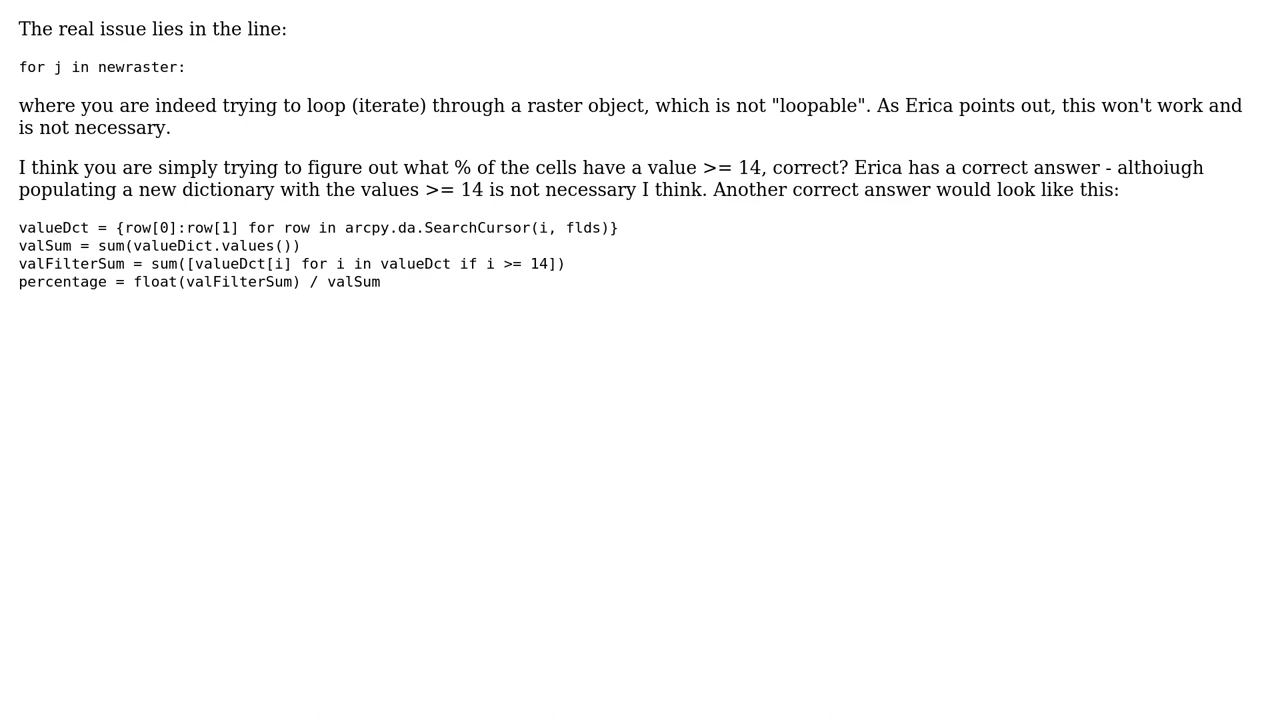 The real issue lies in the line:
for j in newraster:
where you are indeed trying to loop (iterate) through a raster object, which is not "loopable". As Erica points out, this won't work and
is not necessary.
I think you are simply trying to figure out what % of the cells have a value >= 14, correct? Erica has a correct answer - althoiugh
populating a new dictionary with the values >= 14 is not necessary I think. Another correct answer would look like this:
valueDct = {row[0]:row[1] for row in arcpy.da.SearchCursor(i, flds)}
valSum = sum(valueDict.values())
valFilterSum = sum([valueDct[i] for i in valueDct if i >= 14])
percentage = float(valFilterSum) / valSum